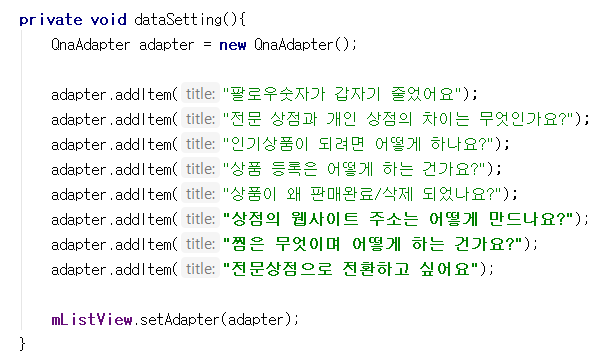 private void dataSetting(){
QnaAdapter adapter = new QnaAdapter();
adapter.addItem( title: "팔로우숫자가 갑자기 줄었어요");
adapter.addItem( title: "전문 상점과 개인 상점의 차이는 무엇인가요?");
adapter.addItem( title: "인기상품이 되려면 어떻게 하나요?");
adapter.addItem( title: "상품 등록은 어떻게 하는 건가요?");
adapter.addItem( title: "상품이 왜 판매완료/삭제 되었나요?");
adapter.addItem( title: "상점의 웹사이트 주소는 어떻게 만드나요?");
adapter.addItem( title: "찜은 무엇이며 어떻게 하는 건가요?");
adapter.addItem( title: "전문상점으로 전환하고 싶어요");
mListView.setAdapter(adapter);
}